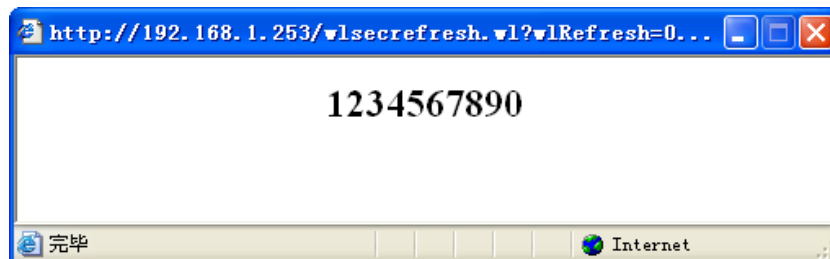 http://192.168.1.253/wlsecrefresh.wl?wlRefresh=0...
1234567890
完毕
Internet